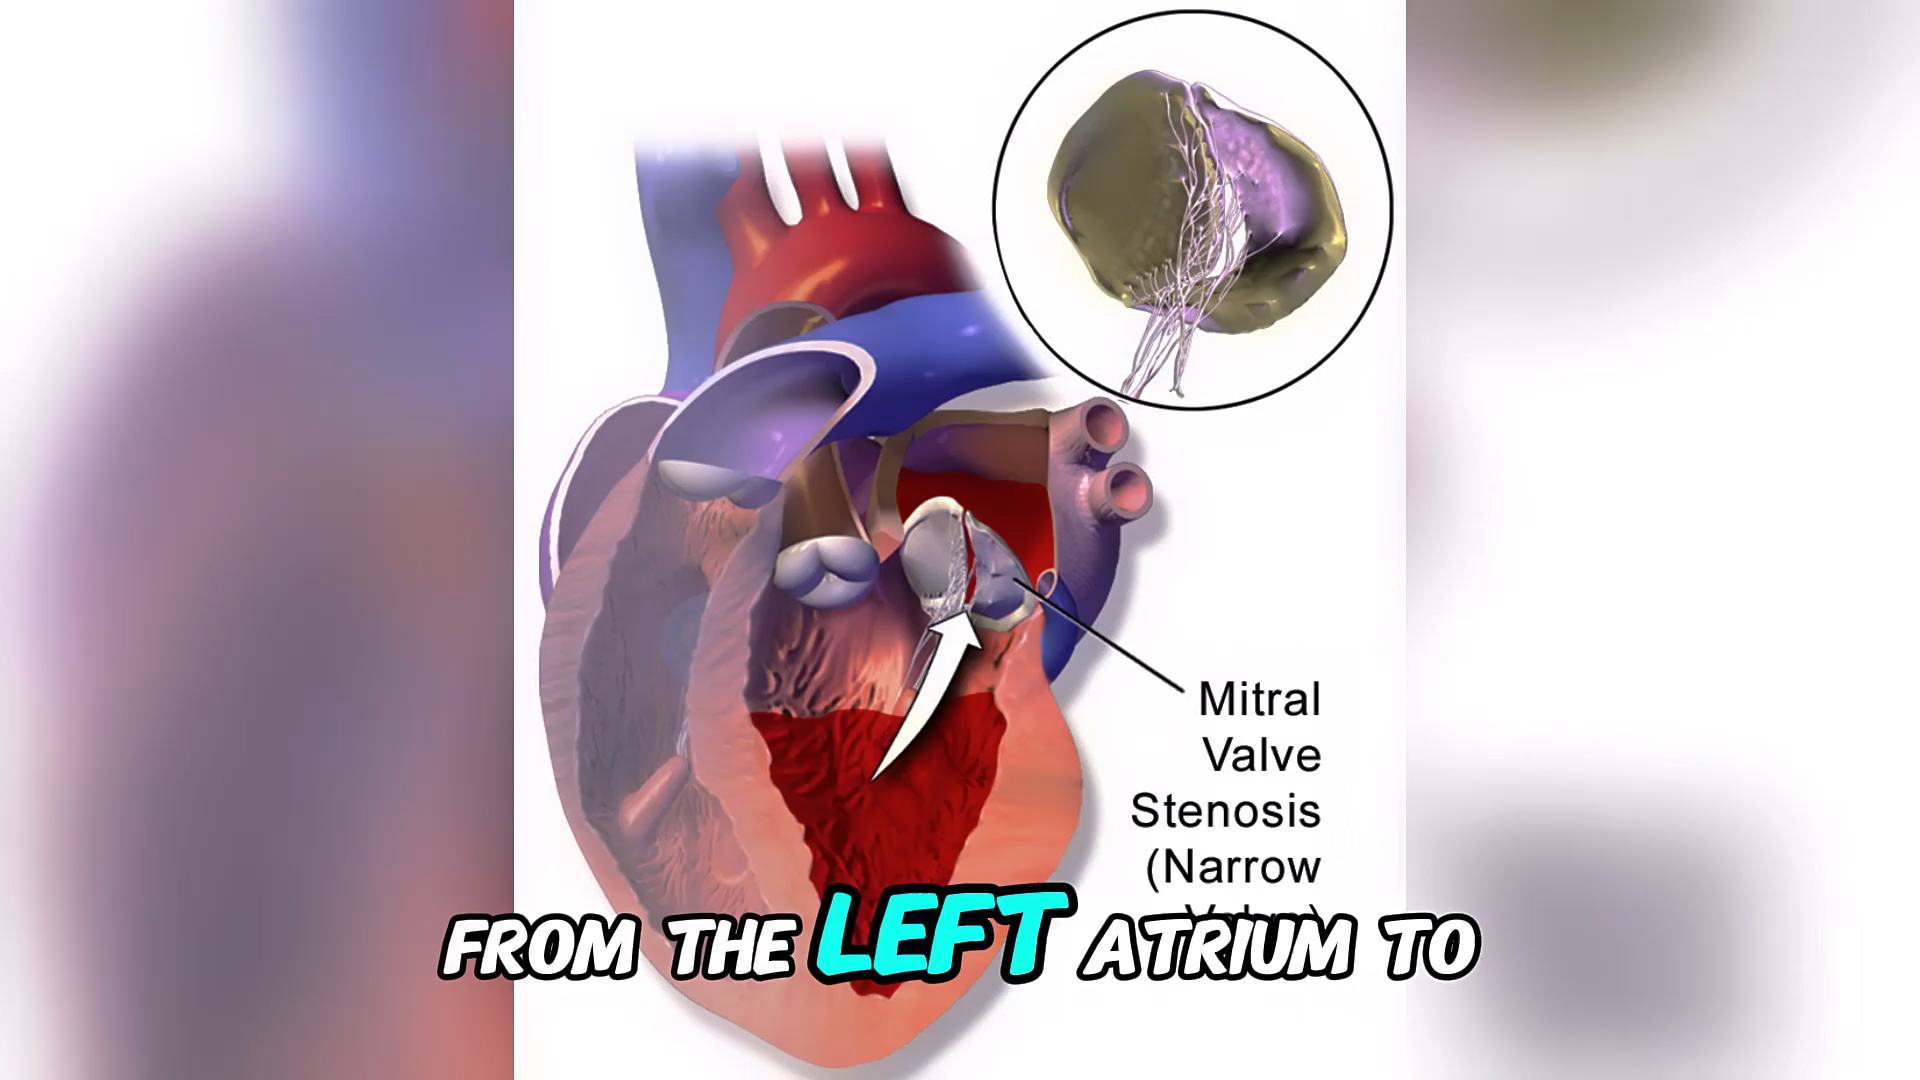 Mitral
Valve
Stenosis
(Narrow
FROM THE LEFT ATRIUM TO